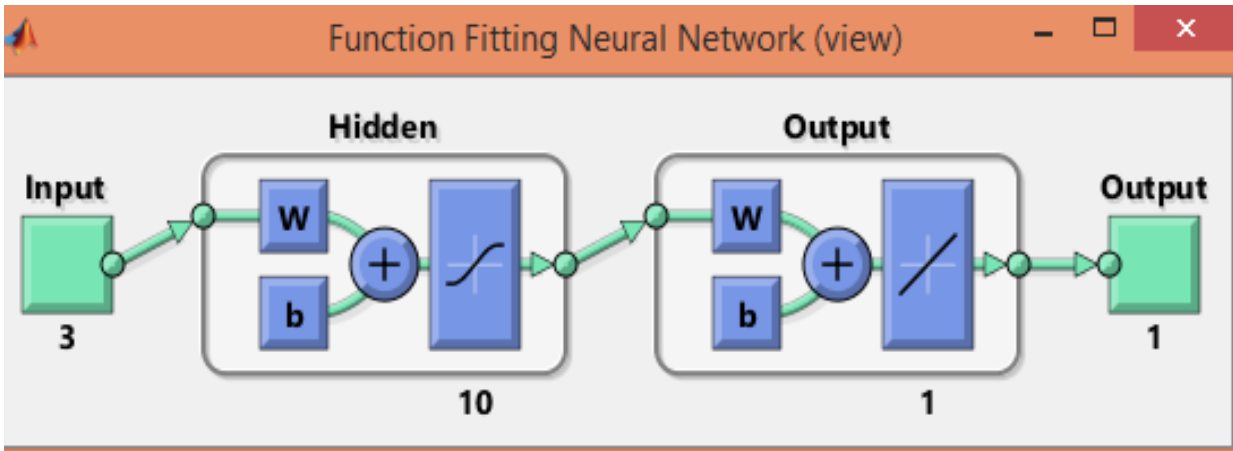 Function Fitting Neural Network (view)
Hidden
Output
Input
Output
W
W
b
b
3
1
10
1